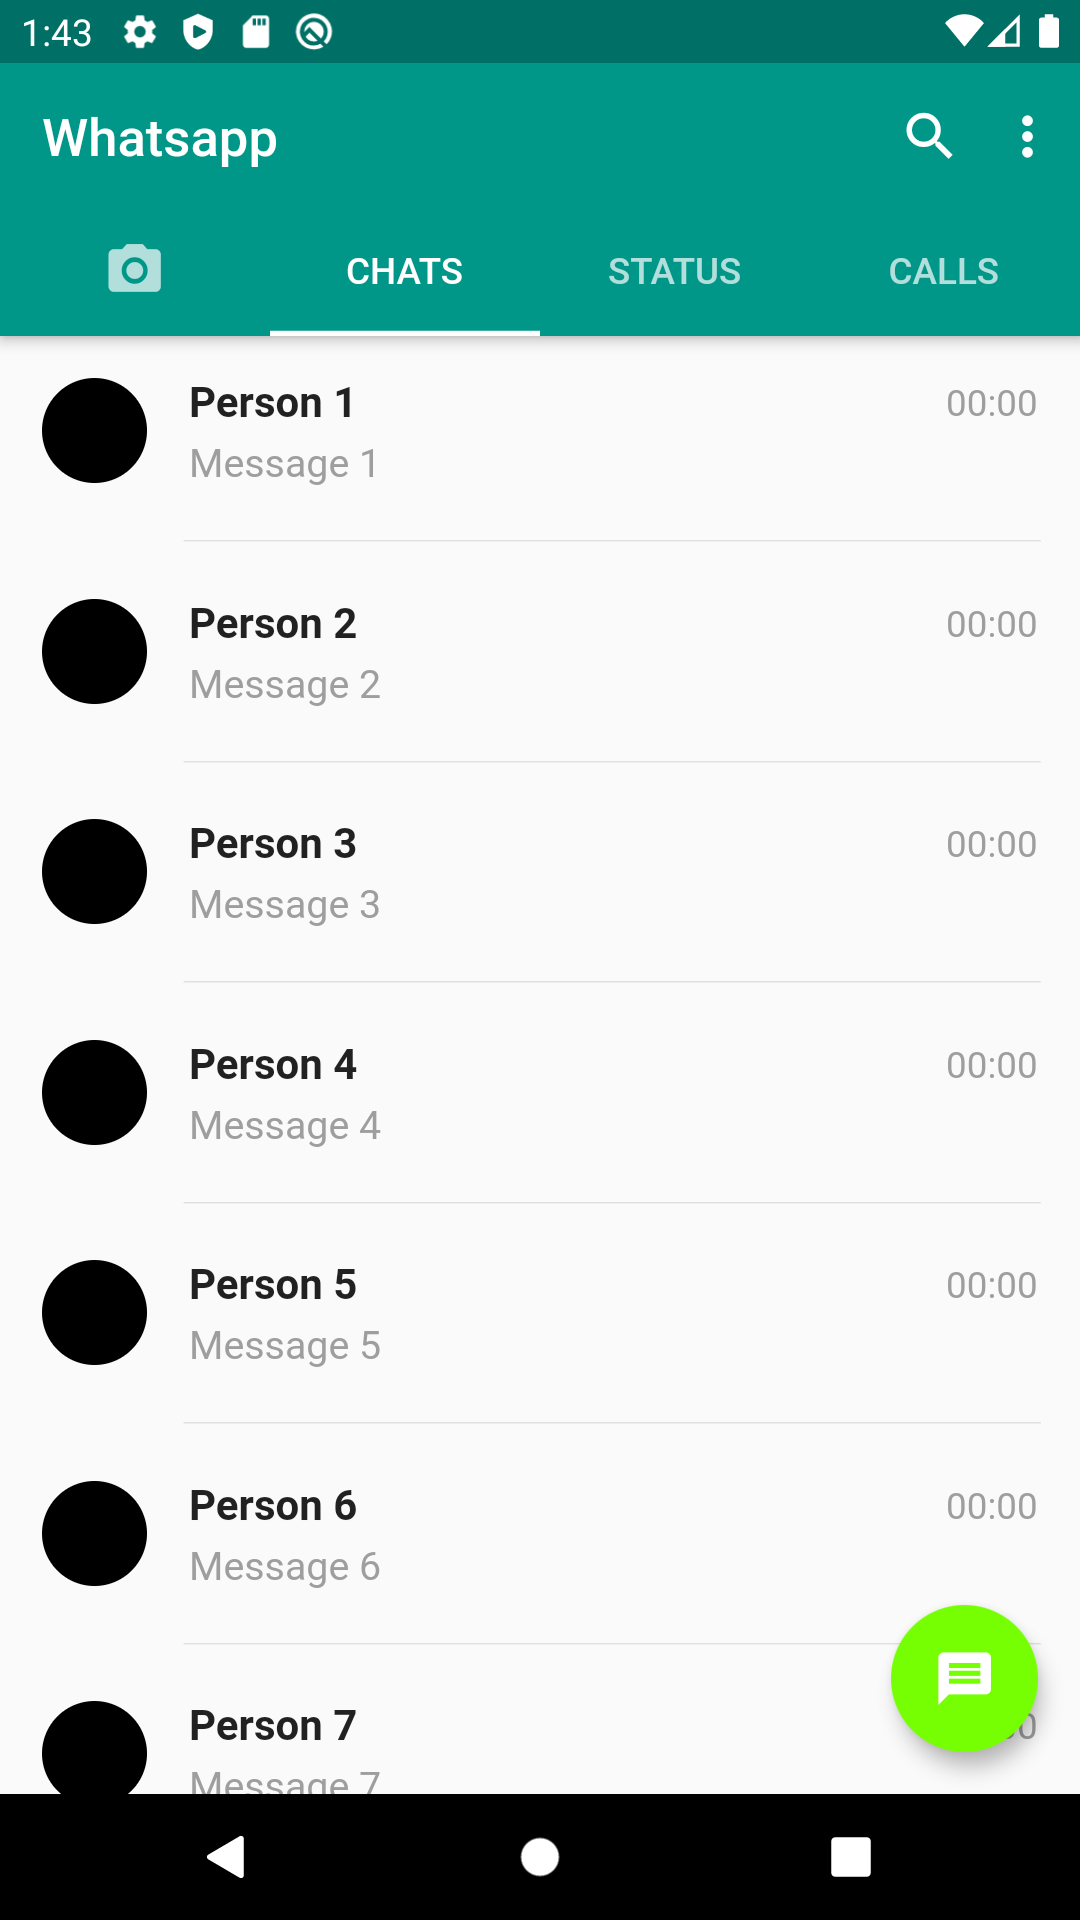 1:43
Whatsapp
CHATS STATUS CALLS
Person 1 00:00
Message 1
Person 2 00:00
Message 2
Person 3 00:00
Message 3
Person 4 00:00
Message 4
Person 5 00:00
Message 5
Person 6 00:00
Message 6
Person 7
Message 7